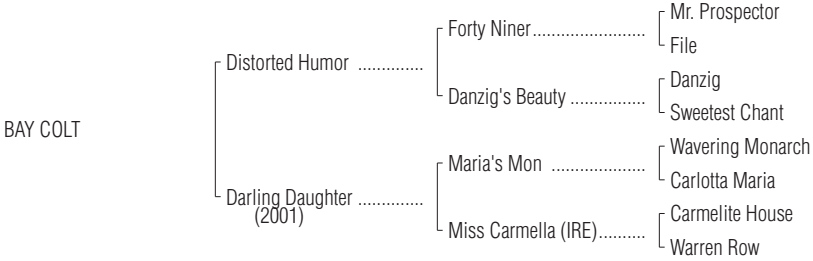 Mr. Prospector
Forty Niner........................
File
Distorted Humor ..............
Danzig
Danzig's Beauty ................
Sweetest Chant
BAY COLT
Wavering Monarch
Maria's Mon ....................
Carlotta Maria
Darling Daughter ..............
(2001)
Carmelite House
Miss Carmella (IRE)..........
Warren Row